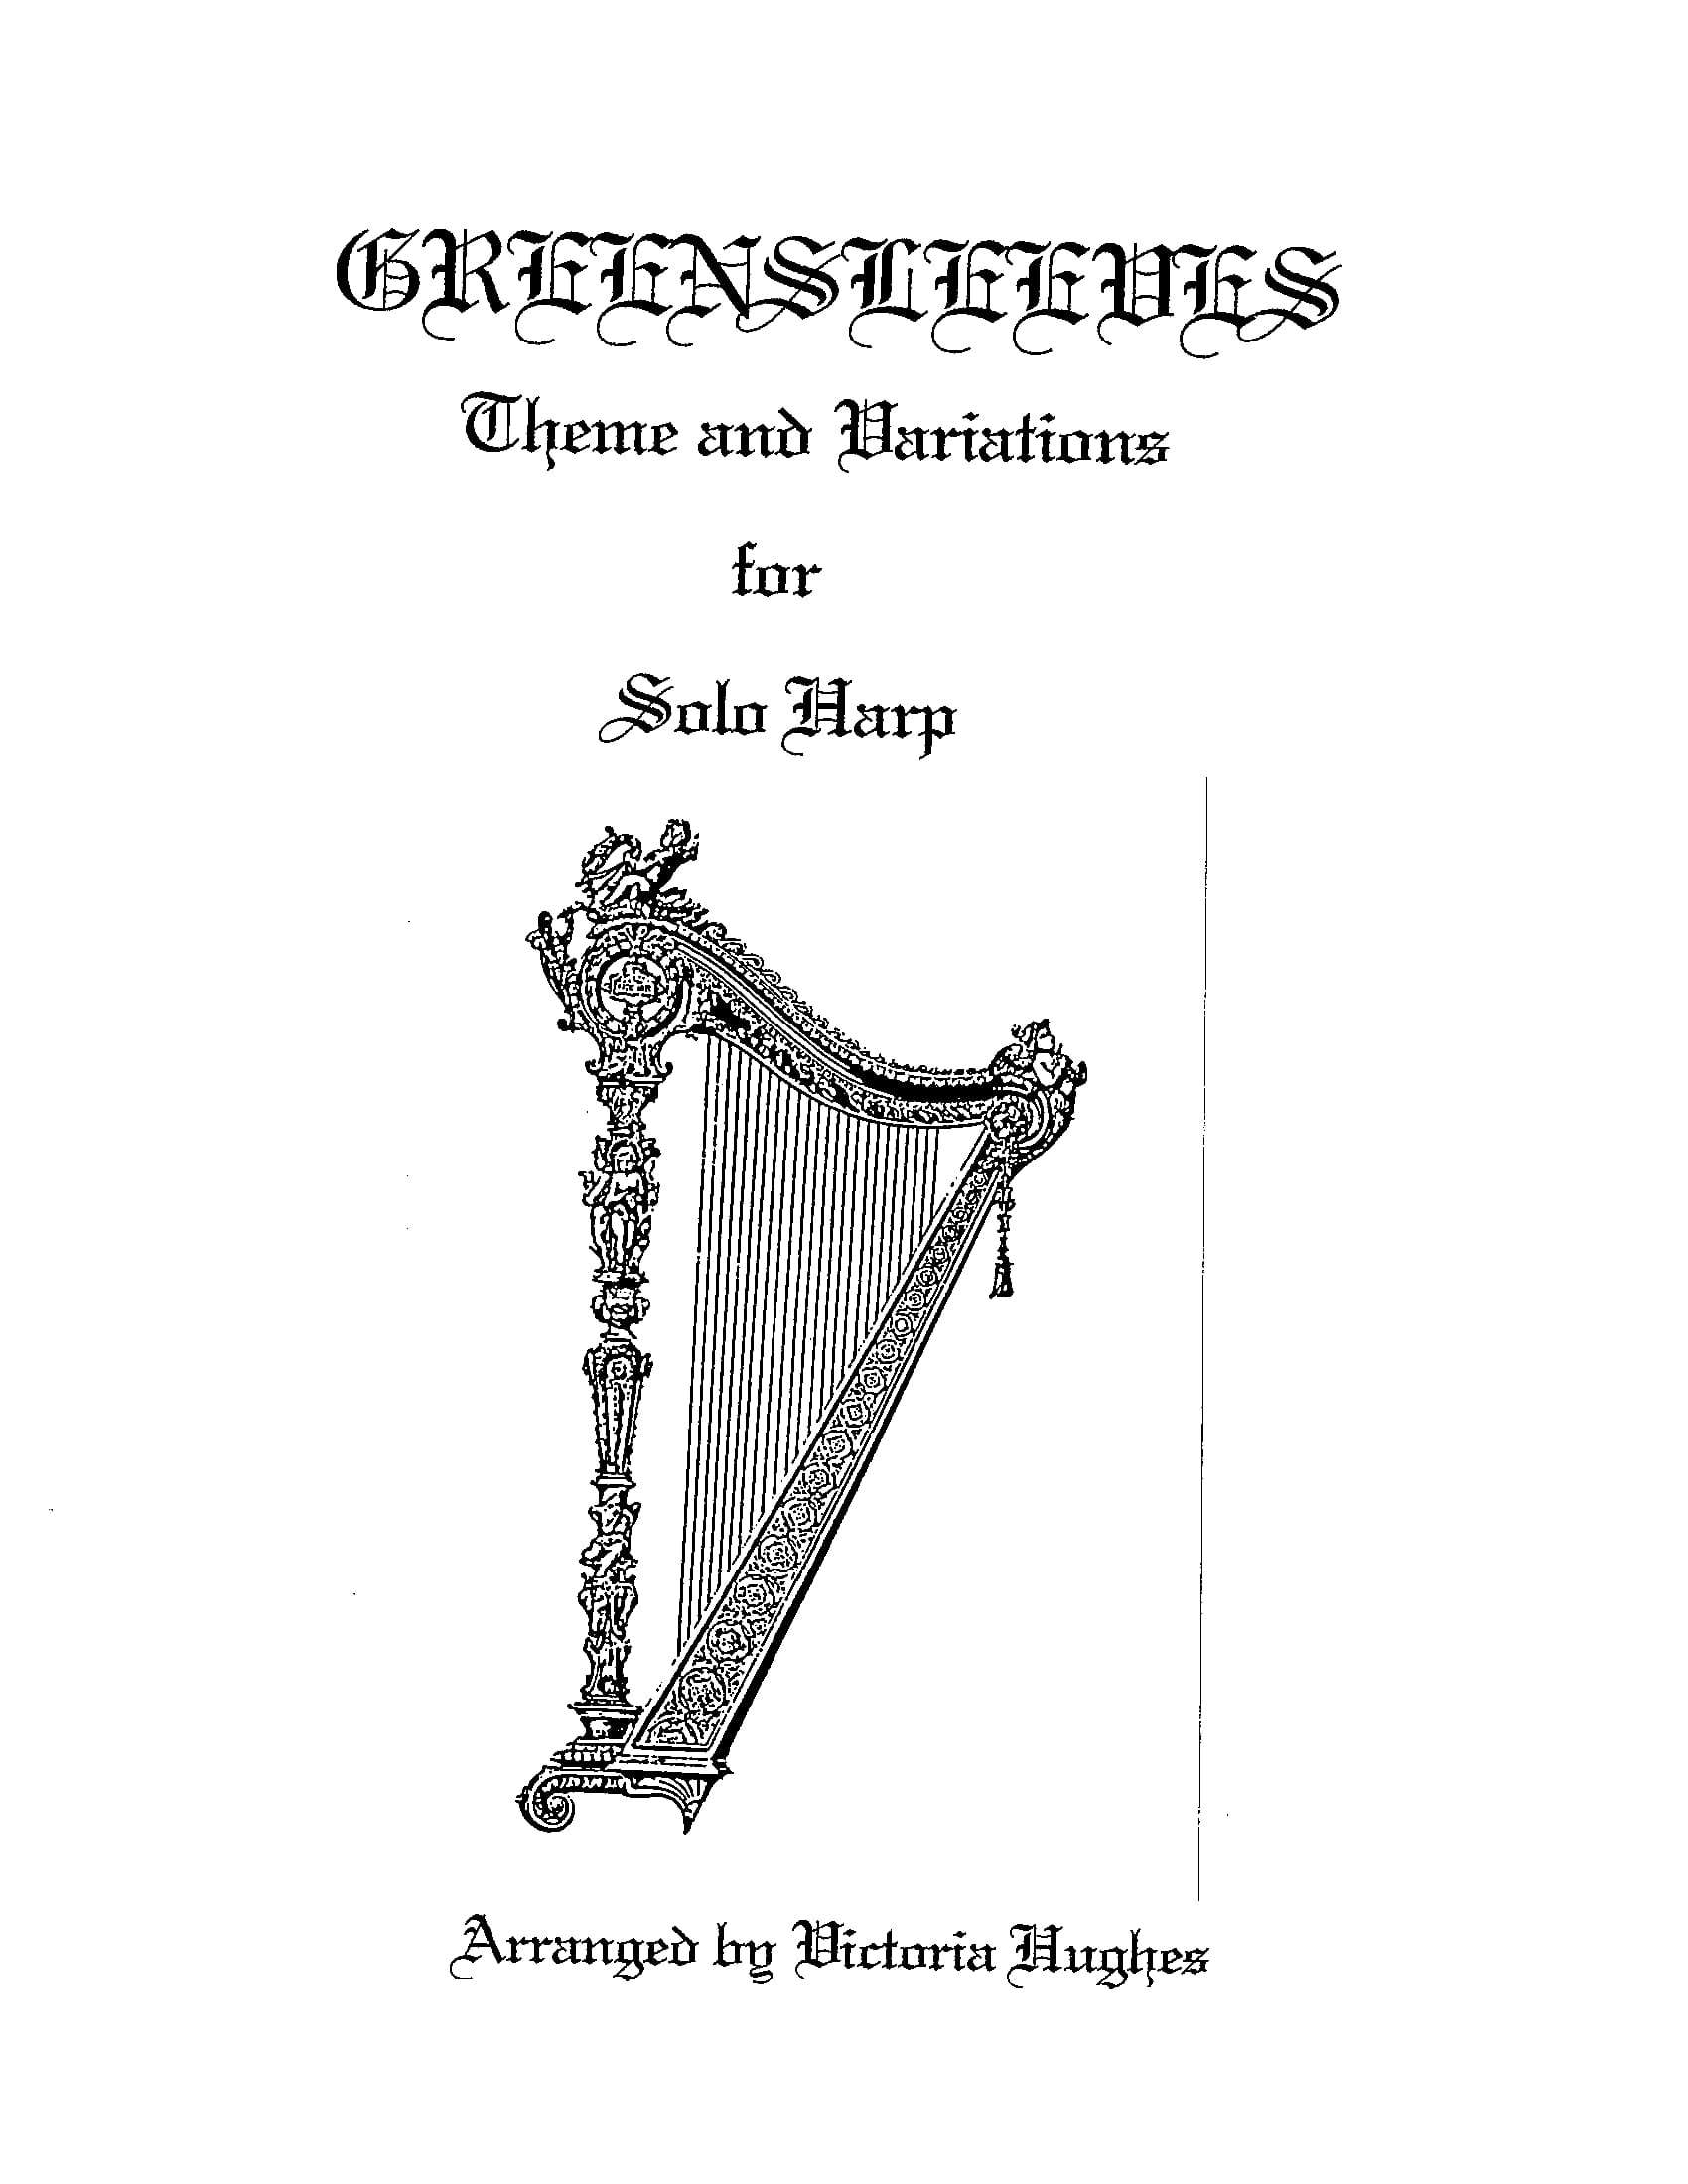 GREENSLEEVES
Theme and Variations
for
Solo Harp
Arranged by Victoria Hughes